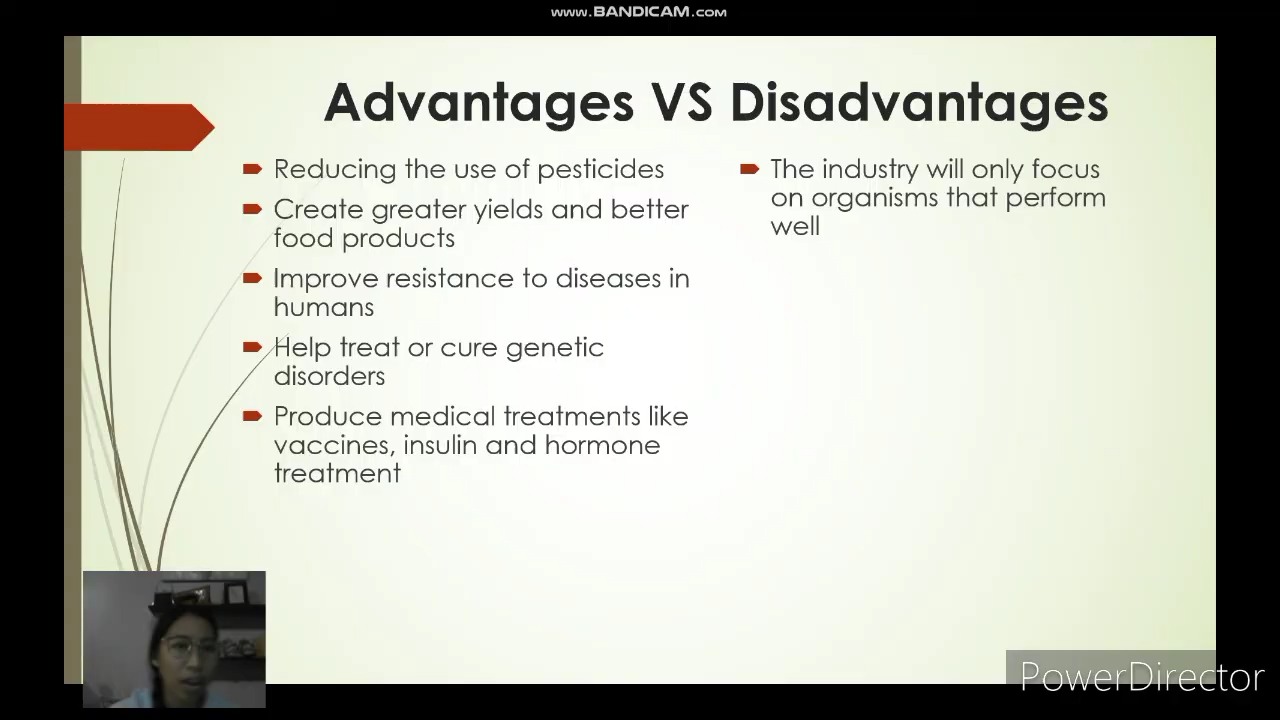 www.BANDICAM.com
Advantages VS Disadvantages
Reducing the use of pesticides
Create greater yields and better
food products
Improve resistance to diseases in
humans
Help treat or cure genetic
disorders
Produce medical treatments like
vaccines, insulin and hormone
treatment
The industry will only focus
on organisms that perform
well
PowerDirector